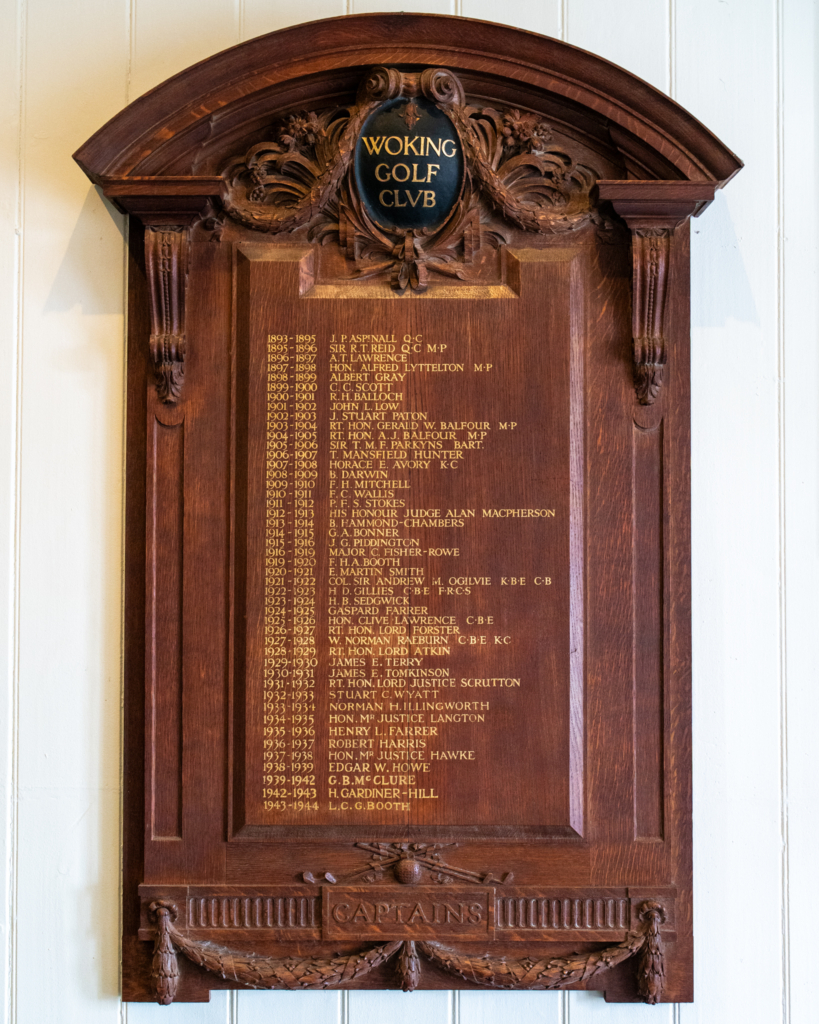 WOKING
GOLF
CLVB
1893-1895 J. P. ASPINALL Q·C
1895-1896 SIR R.T. REID Q·C M·P
1896-1897 A.T. LAWRENCE
1897-1898 HON. ALFRED LYTTELTON M·P
1898-1899 ALBERT GRAY
1899-1900 C. C. SCOTT
1900-1901 R. H. BALLOCH
1901-1902 JOHN L. LOW
1902-1903 J. STUART PATON
1903-1904 RT. HON. GERALD W. BALFOUR M·P
1904-1905 RT. HON. A. J. BALFOUR M·P
1905-1906 SIR T. M. F. PARKYNS BART.
1906-1907 T. MANSFIELD HUNTER
1907-1908 HORACE E. AVORY K·C
1908-1909 B. DARWIN
1909-1910 F. H. MITCHELL
1910-1911 F. C. WALLIS
1911-1912 P. F. S. STOKES
1912-1913 HIS HONOUR JUDGE ALAN MACPHERSON
1913-1914 B. HAMMOND-CHAMBERS
1914-1915 G. A. BONNER
1915-1916 J. G. PIDDINGTON
1916-1919 MAJOR C. FISHER-ROWE
1919-1920 F. H. A. BOOTH
1920-1921 E. MARTIN SMITH
1921-1922 COL. SIR ANDREW M. OGILVIE K·B·E C·B
1922-1923 H. D. GILLIES C·B·E F·R·C·S
1923-1924 H. B. SEDGWICK
1924-1925 GASPARD FARRER
1925-1926 HON. CLIVE LAWRENCE C·B·E
1926-1927 RT. HON. LORD FORSTER
1927-1928 W. NORMAN RAEBURN C·B·E K·C
1928-1929 RT. HON. LORD ATKIN
1929-1930 JAMES E. TERRY
1930-1931 JAMES E. TOMKINSON
1931-1932 RT. HON. LORD JUSTICE SCRUTTON
1932-1933 STUART C. WYATT
1933-1934 NORMAN H. ILLINGWORTH
1934-1935 HON. MR JUSTICE LANGTON
1935-1936 HENRY L. FARRER
1936-1937 ROBERT HARRIS
1937-1938 HON. MR JUSTICE HAWKE
1938-1939 EDGAR W. HOWE
1939-1942 G. B. McCLURE
1942-1943 H. GARDINER-HILL
1943-1944 L. C. G. BOOTH
CAPTAINS